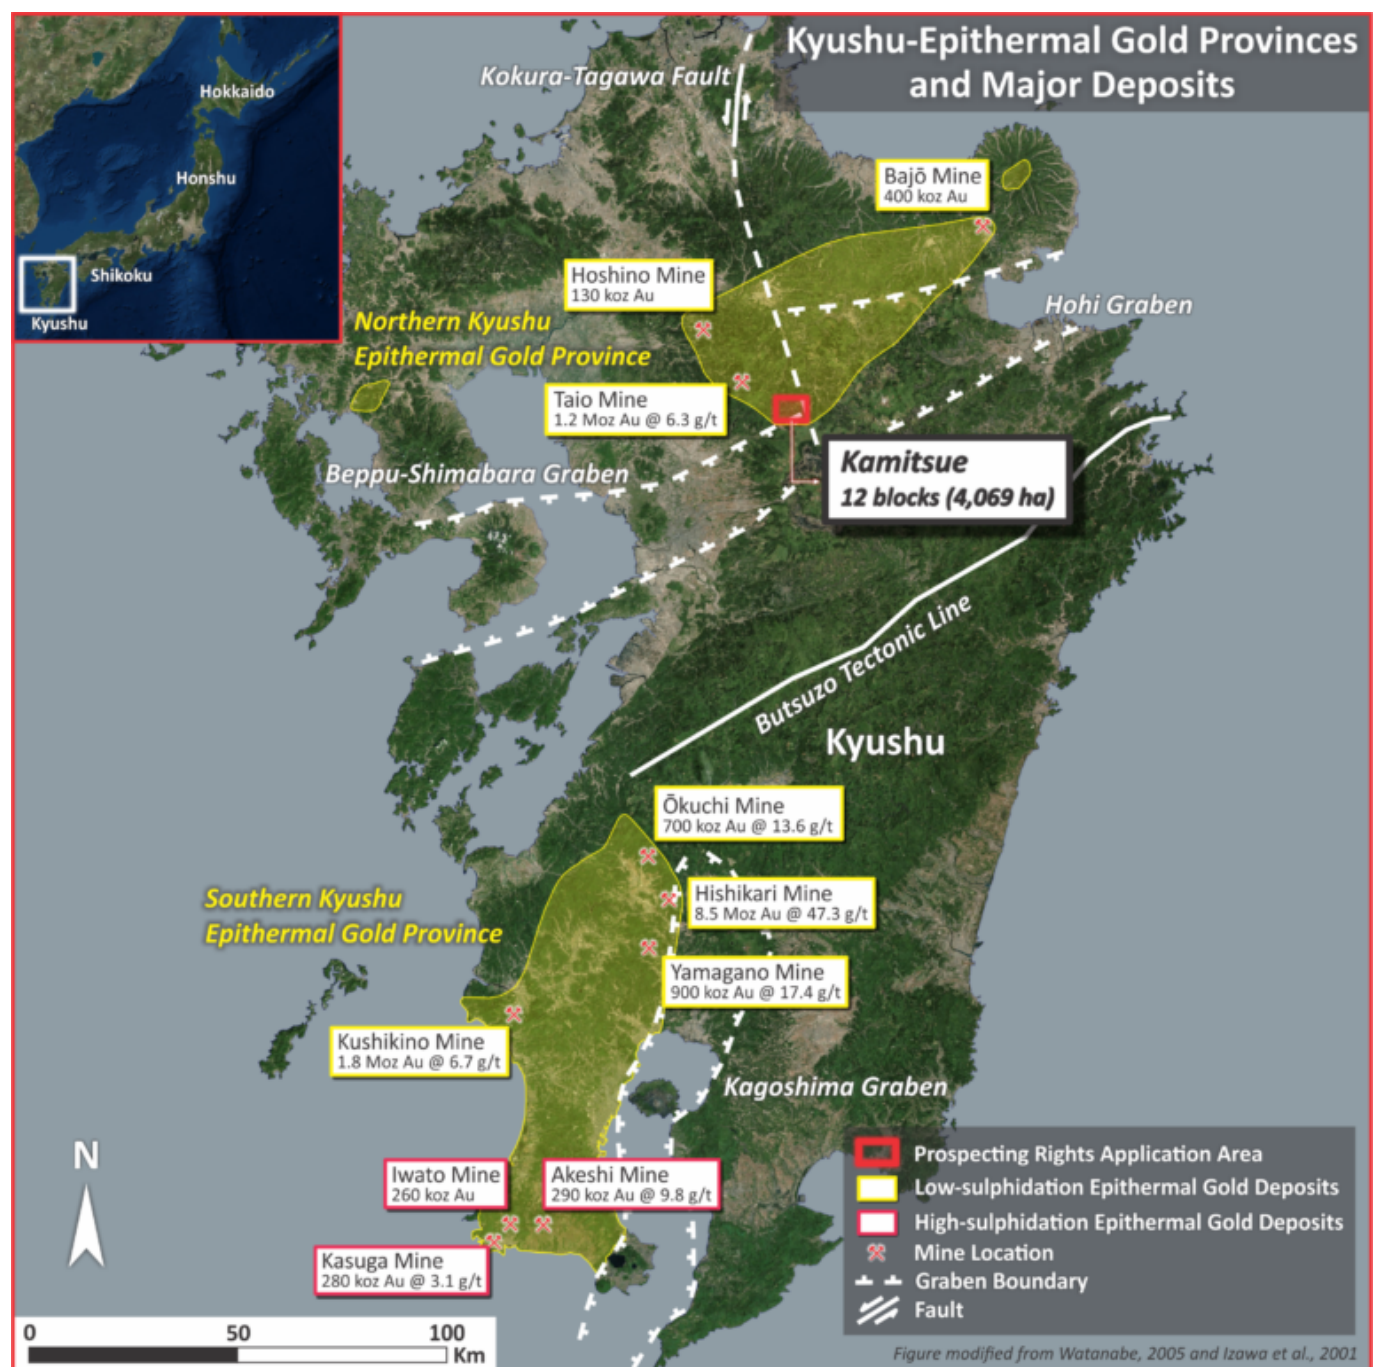 Kyushu-Epithermal Gold Provinces
and Major Deposits
Hokkaido
Honshu
Shikoku
Kyushu
Kokura-Tagawa Fault
Bajō Mine
400 koz Au
Hoshino Mine
130 koz Au
Hohi Graben
Northern Kyushu
Epithermal Gold Province
Taio Mine
1.2 Moz Au @ 6.3 g/t
Kamitsue
12 blocks (4,069 ha)
Beppu-Shimabara Graben
Butsuzo Tectonic Line
Kyushu
Ōkuchi Mine
700 koz Au @ 13.6 g/t
Hishikari Mine
8.5 Moz Au @ 47.3 g/t
Southern Kyushu
Epithermal Gold Province
Yamagano Mine
900 koz Au @ 17.4 g/t
Kushikino Mine
1.8 Moz Au @ 6.7 g/t
Kagoshima Graben
Iwato Mine
260 koz Au
Akeshi Mine
290 koz Au @ 9.8 g/t
Kasuga Mine
280 koz Au @ 3.1 g/t
N
0 50 100
Km
Prospecting Rights Application Area
Low-sulphidation Epithermal Gold Deposits
High-sulphidation Epithermal Gold Deposits
Mine Location
Graben Boundary
Fault
Figure modified from Watanabe, 2005 and Izawa et al., 2001